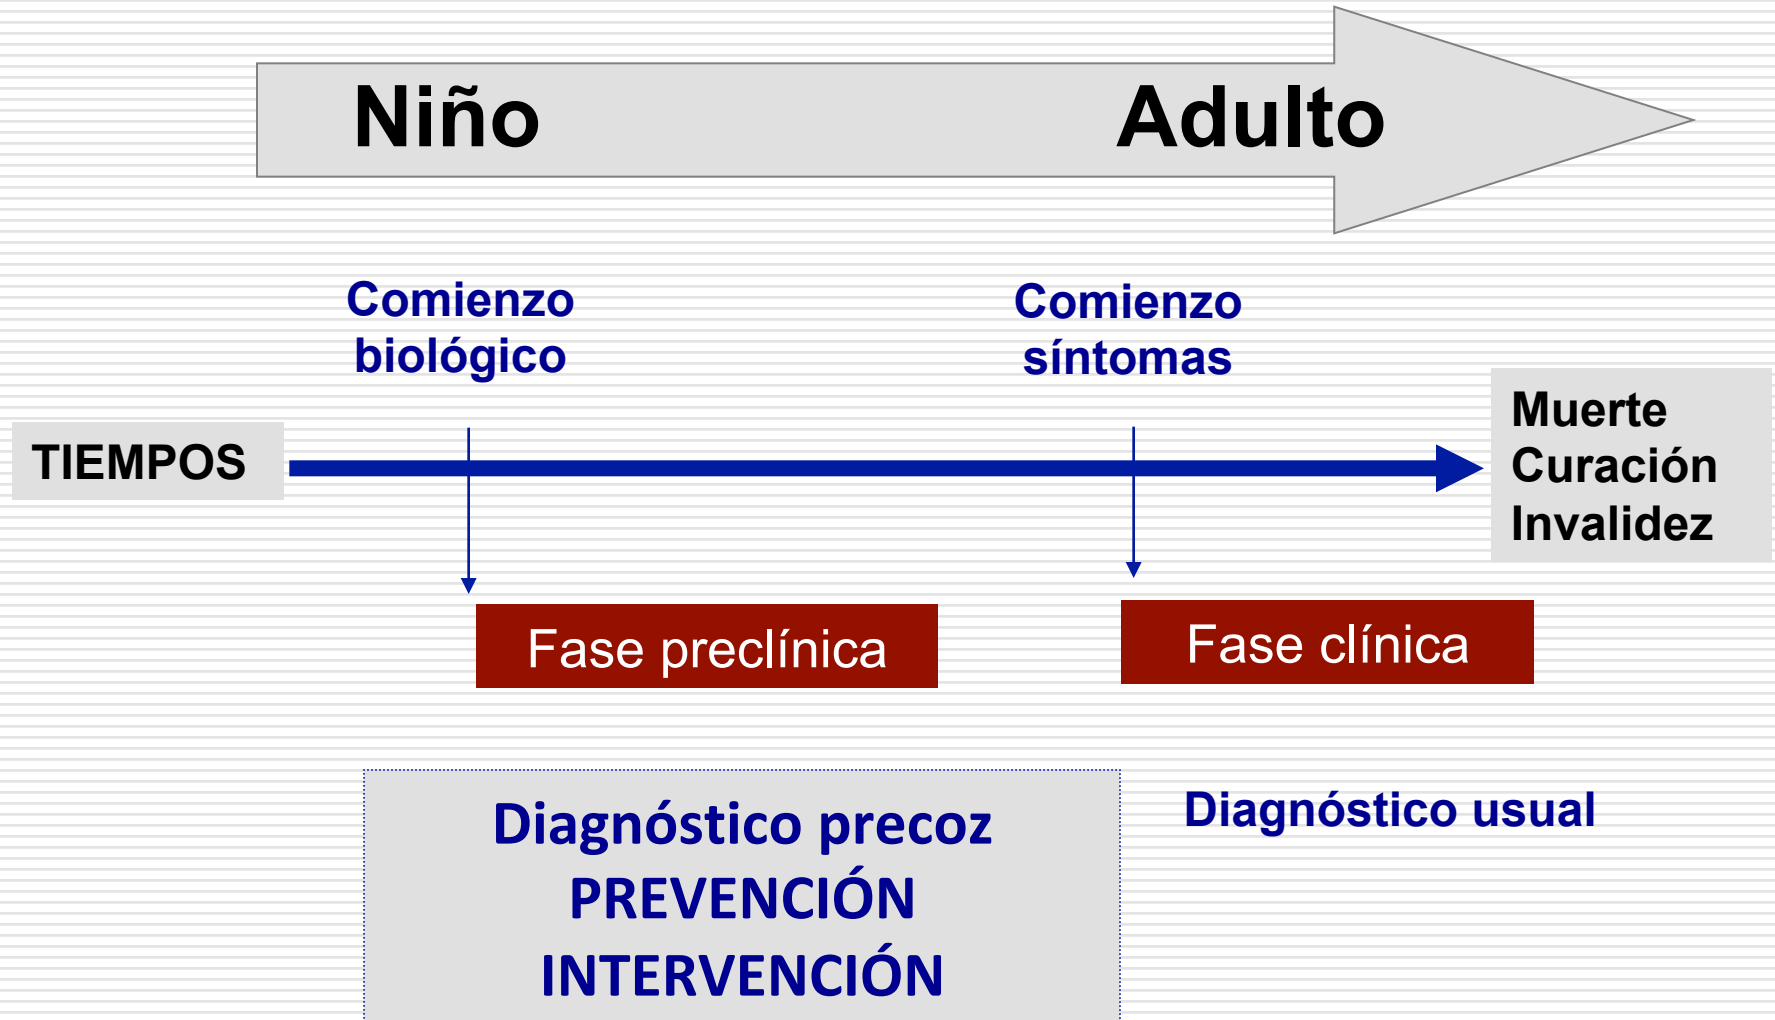 Niño
Adulto
Comienzo
biológico
Comienzo
síntomas
TIEMPOS
Muerte
Curación
Invalidez
Fase preclínica
Fase clínica
Diagnóstico precoz
PREVENCIÓN
INTERVENCIÓN
Diagnóstico usual